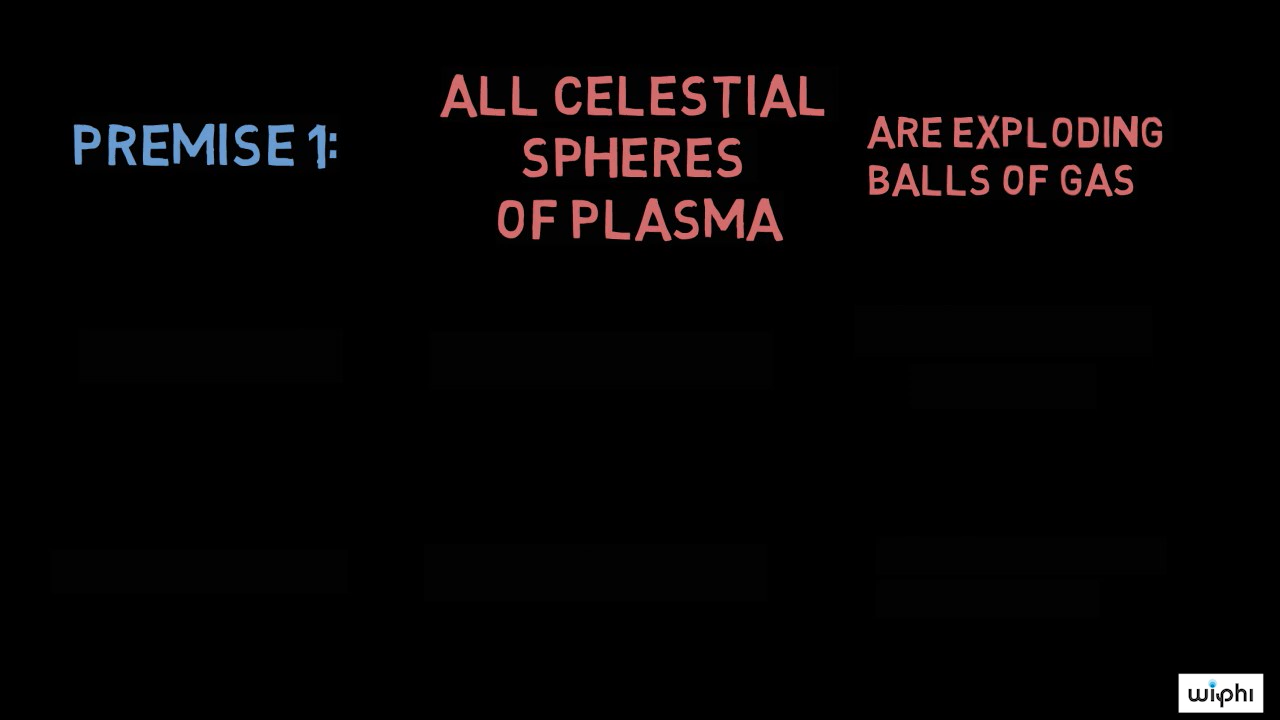 PREMISE 1:
ALL CELESTIAL
SPHERES
OF PLASMA
ARE EXPLODING
BALLS OF GAS
wiphi